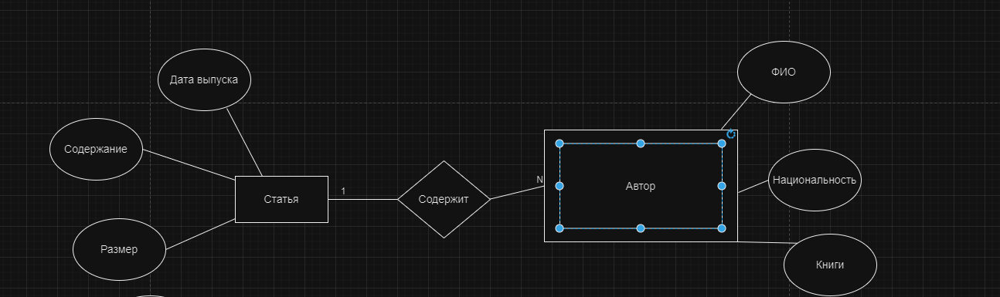 ФИО
Дата выпуска
Содержание
Национальность
Автор
N
1
Статья
Содержит
Размер
Книги